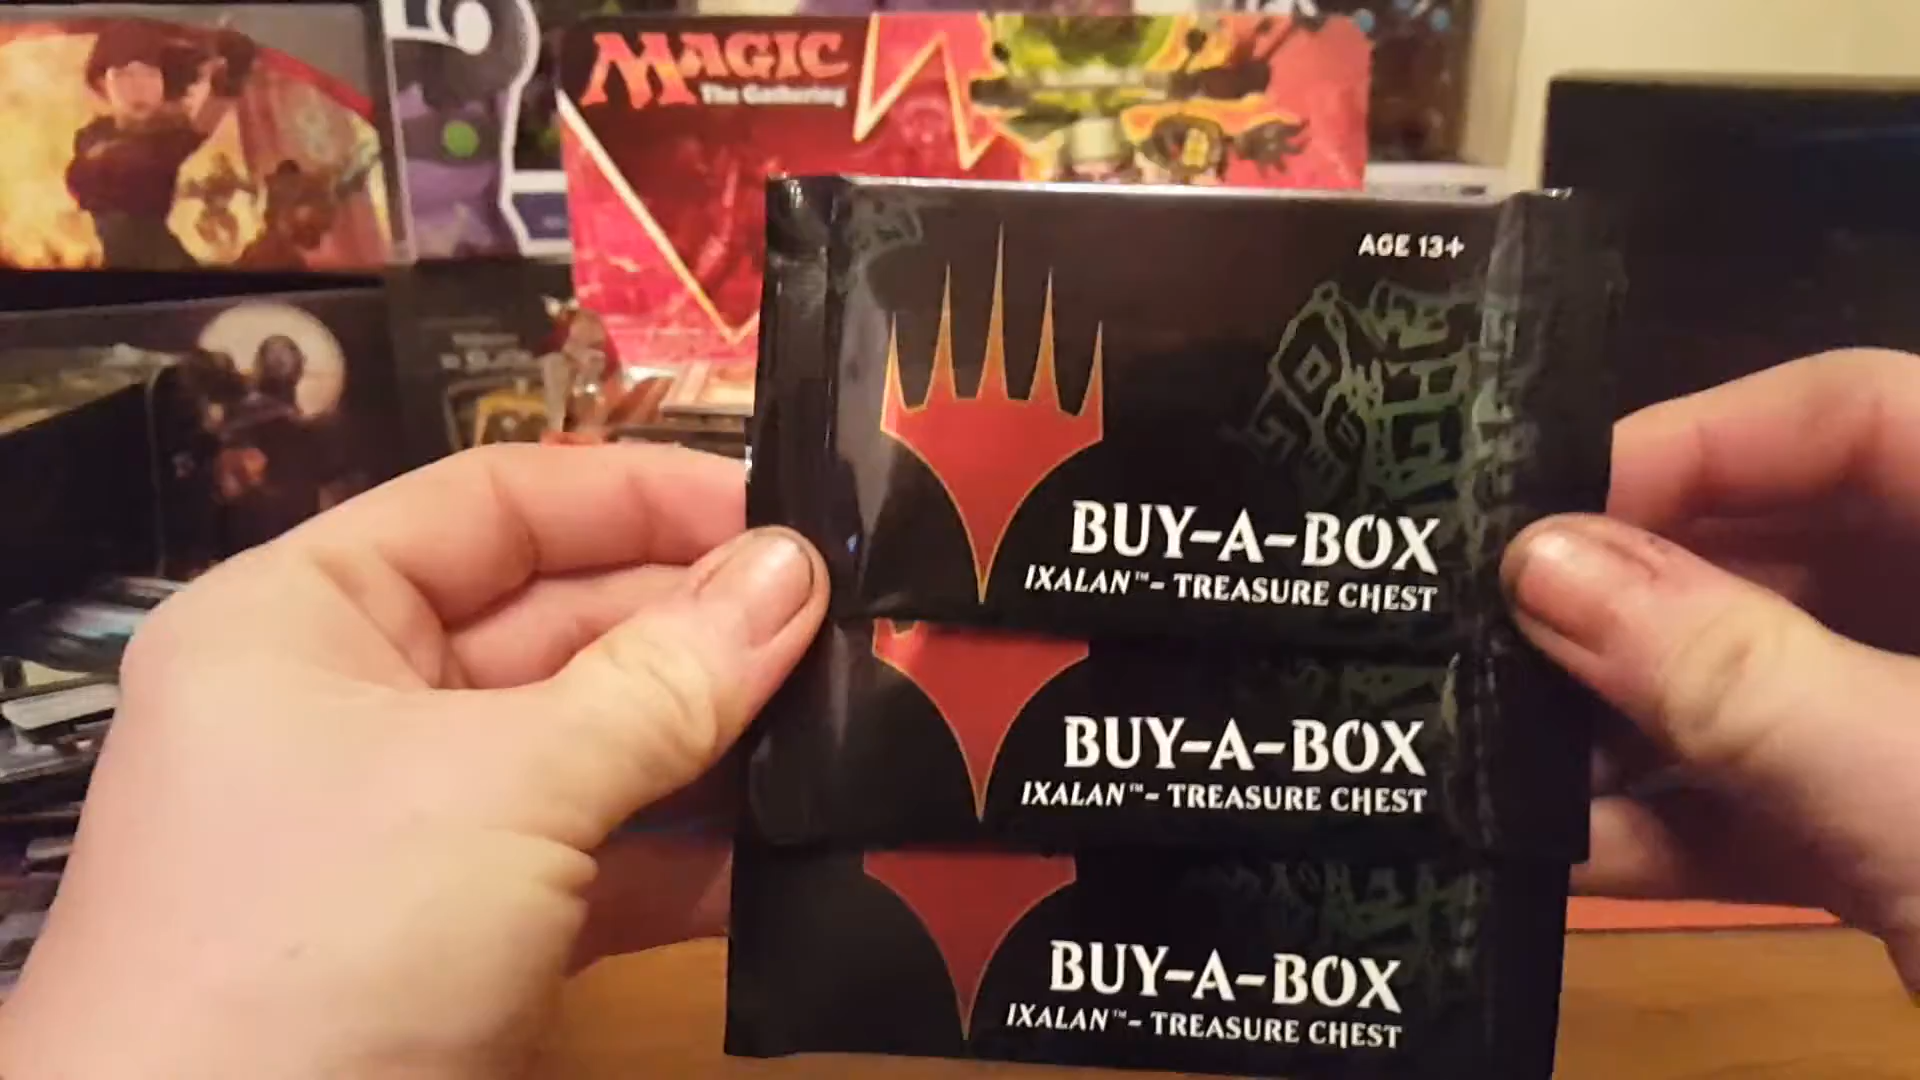 MAGIC
The Gathering
AGE 13+
BUY-A-BOX
IXALAN™- TREASURE CHEST
BUY-A-BOX
IXALAN™- TREASURE CHEST
BUY-A-BOX
IXALAN™- TREASURE CHEST